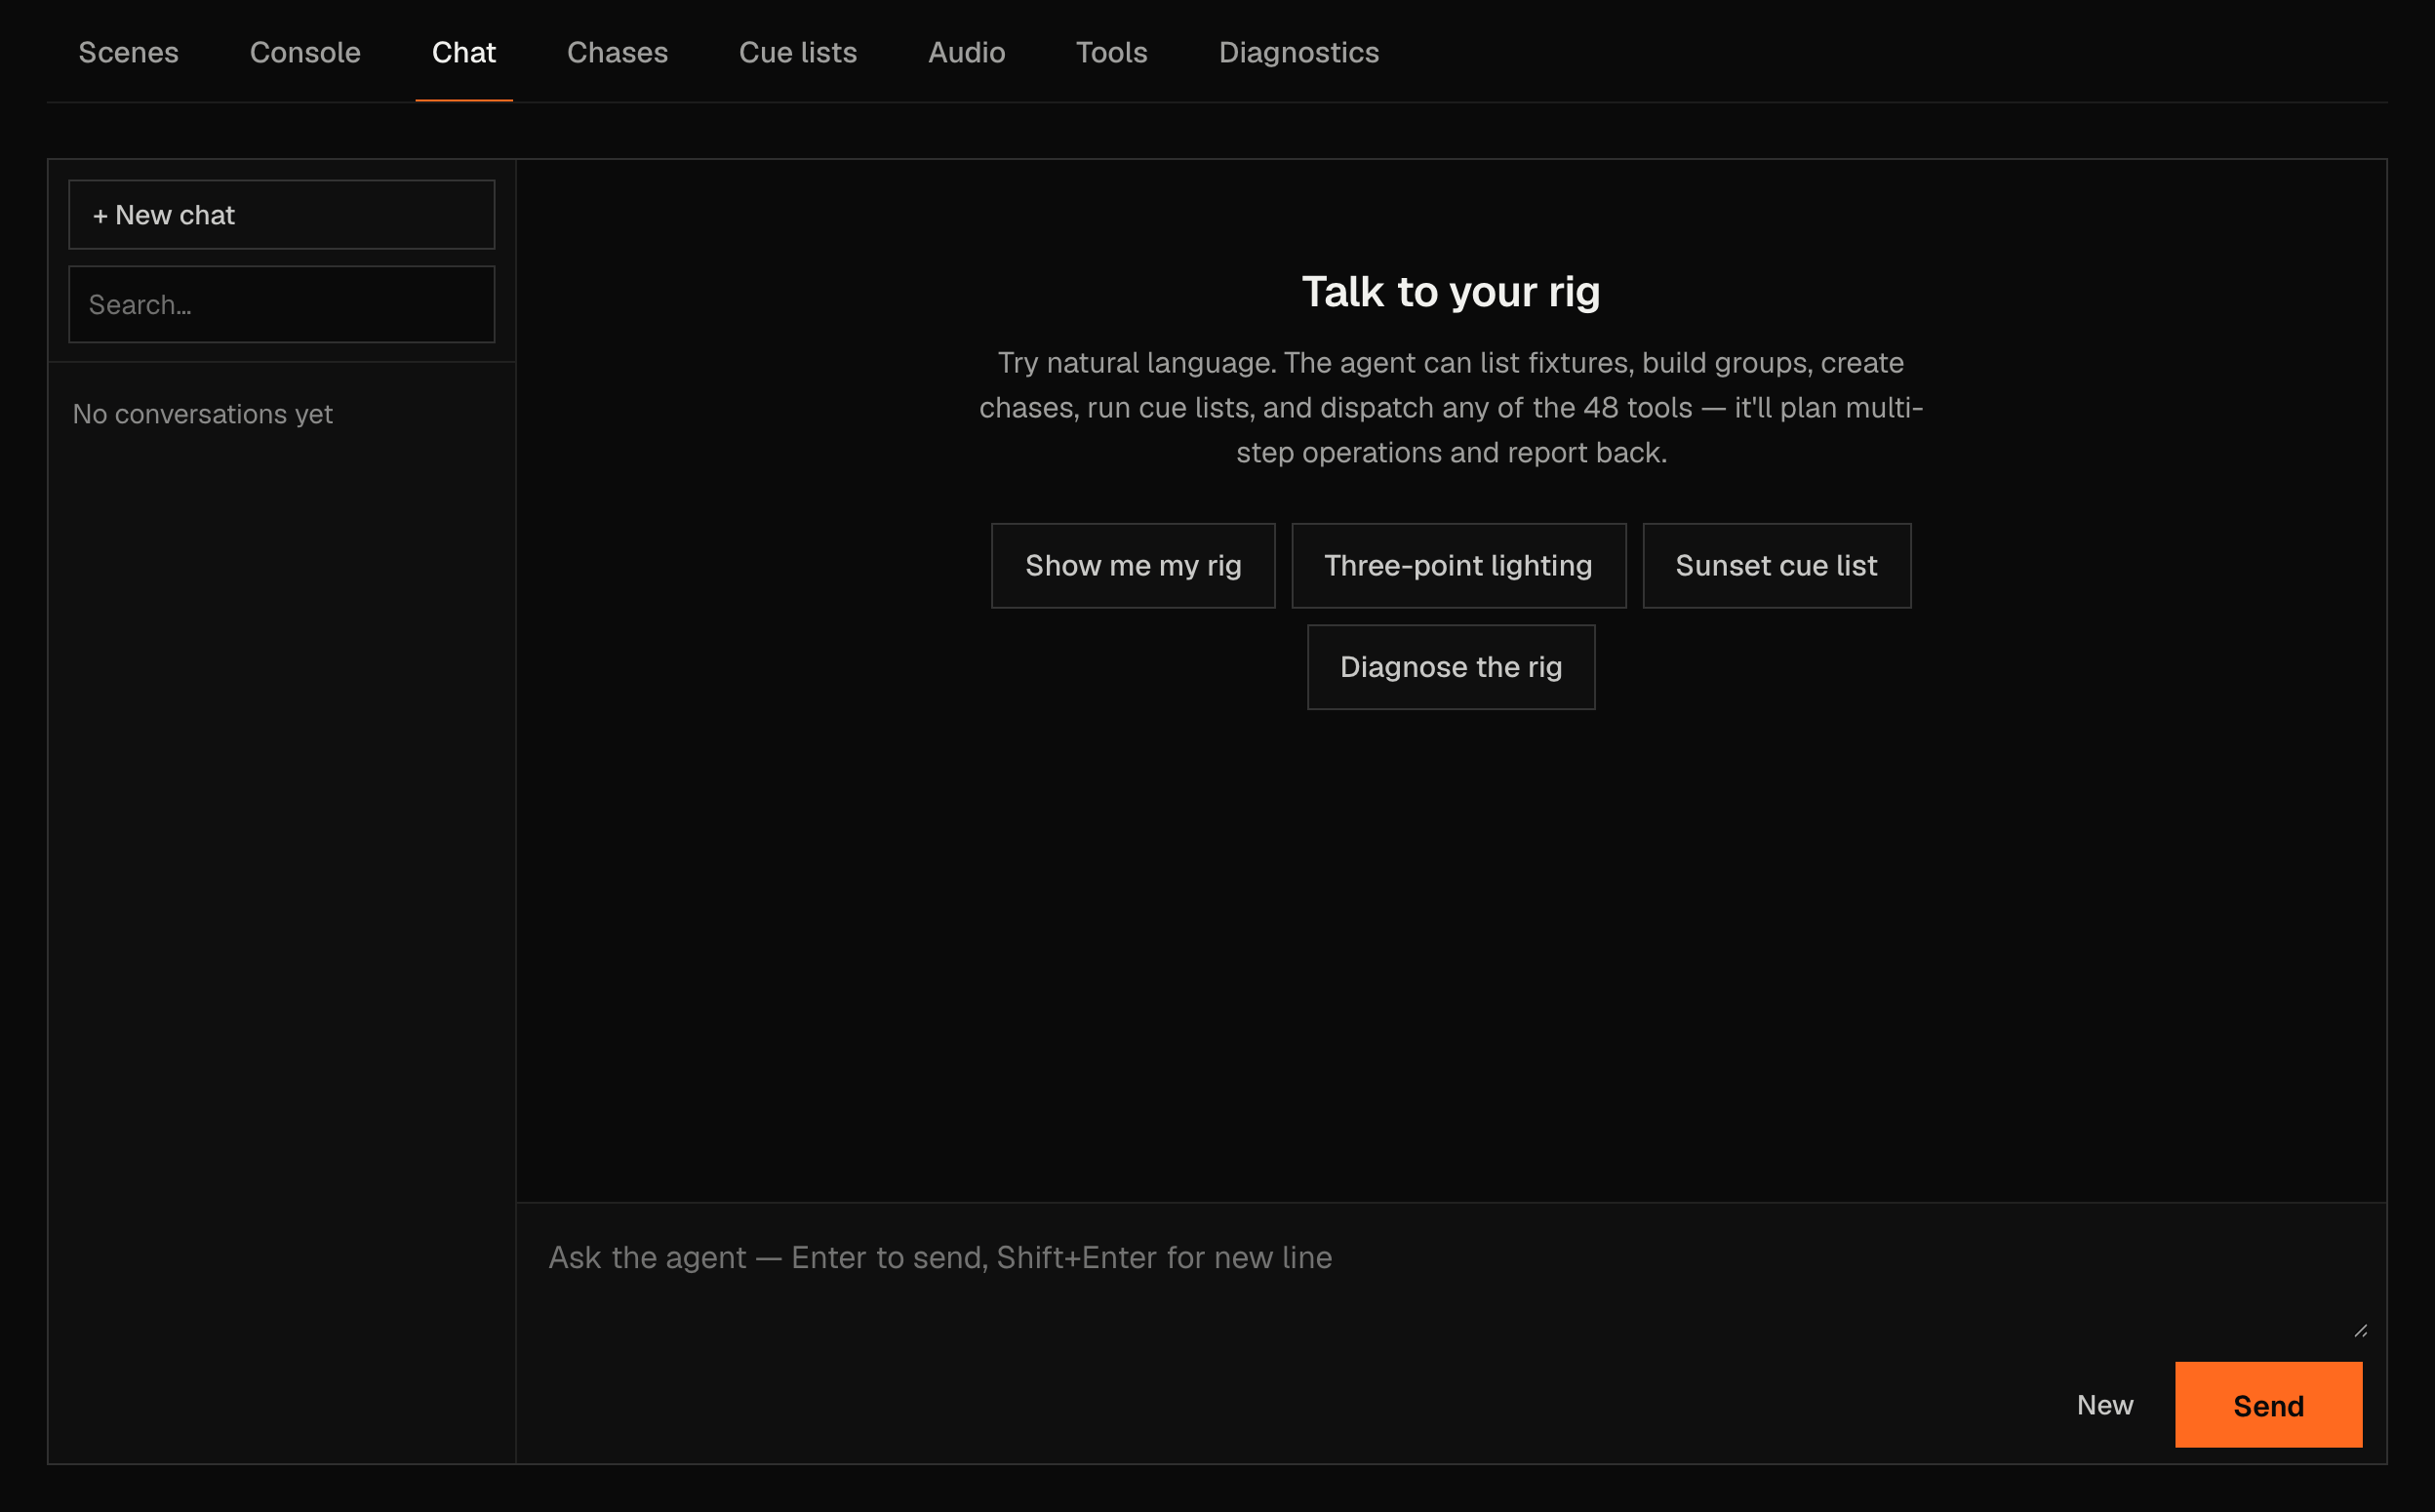 Scenes Console Chat Chases Cue lists Audio Tools Diagnostics
+ New chat
Search...
No conversations yet
Talk to your rig
Try natural language. The agent can list fixtures, build groups, create
chases, run cue lists, and dispatch any of the 48 tools — it'll plan multi-
step operations and report back.
Show me my rig
Three-point lighting
Sunset cue list
Diagnose the rig
Ask the agent — Enter to send, Shift+Enter for new line
New
Send